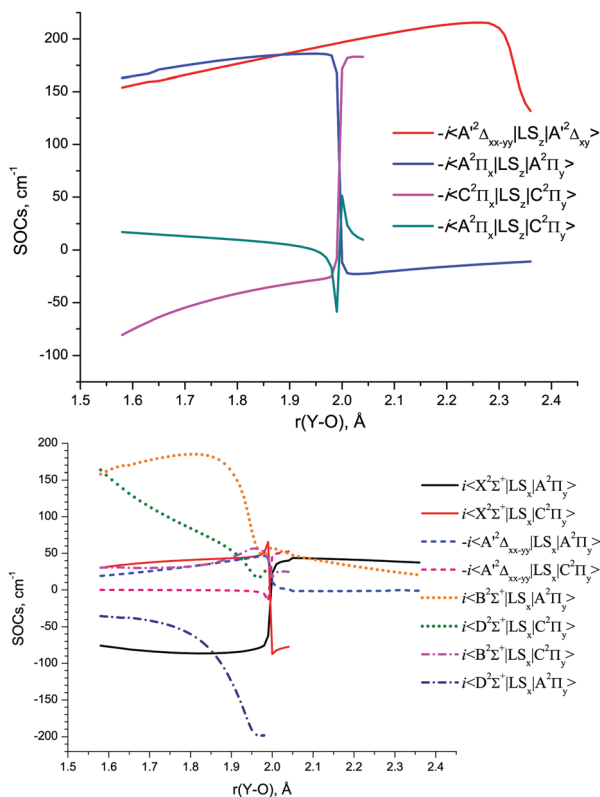 200
150
100
50
0
-50
-100
SOCs, cm⁻¹
-i<A'²Δxx-yy|LSz|A'²Δxy>
-i<A²Πx|LSz|A²Πy>
-i<C²Πx|LSz|C²Πy>
-i<A²Πx|LSz|C²Πy>
1.5 1.6 1.7 1.8 1.9 2.0 2.1 2.2 2.3 2.4
r(Y-O), Å
200
150
100
50
0
-50
-100
-150
-200
SOCs, cm⁻¹
i<X²Σ⁺|LSx|A²Πy>
i<X²Σ⁺|LSx|C²Πy>
-i<A'²Δxx-yy|LSx|A²Πy>
-i<A'²Δxx-yy|LSx|C²Πy>
i<B²Σ⁺|LSx|A²Πy>
i<D²Σ⁺|LSx|C²Πy>
i<B²Σ⁺|LSx|C²Πy>
i<D²Σ⁺|LSx|A²Πy>
1.5 1.6 1.7 1.8 1.9 2.0 2.1 2.2 2.3 2.4
r(Y-O), Å